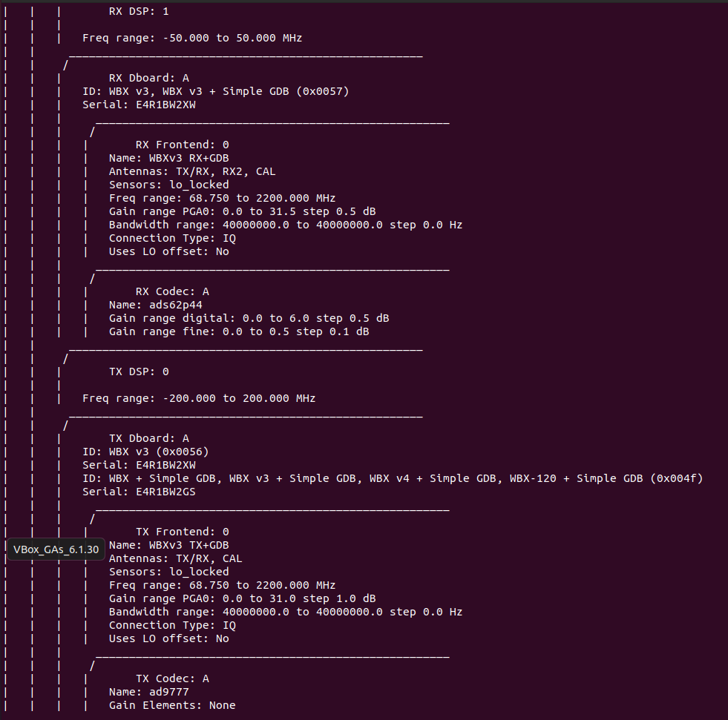 |   |   |       RX DSP: 1
|   |   |
|   |   |   Freq range: -50.000 to 50.000 MHz
|   |     _____________________________________________________
|   |    /
|   |   |       RX Dboard: A
|   |   |   ID: WBX v3, WBX v3 + Simple GDB (0x0057)
|   |   |   Serial: E4R1BW2XW
|   |   |     _____________________________________________________
|   |   |    /
|   |   |   |       RX Frontend: 0
|   |   |   |   Name: WBXv3 RX+GDB
|   |   |   |   Antennas: TX/RX, RX2, CAL
|   |   |   |   Sensors: lo_locked
|   |   |   |   Freq range: 68.750 to 2200.000 MHz
|   |   |   |   Gain range PGA0: 0.0 to 31.5 step 0.5 dB
|   |   |   |   Bandwidth range: 40000000.0 to 40000000.0 step 0.0 Hz
|   |   |   |   Connection Type: IQ
|   |   |   |   Uses LO offset: No
|   |   |     _____________________________________________________
|   |   |    /
|   |   |   |       RX Codec: A
|   |   |   |   Name: ads62p44
|   |   |   |   Gain range digital: 0.0 to 6.0 step 0.5 dB
|   |   |   |   Gain range fine: 0.0 to 0.5 step 0.1 dB
|   |     _____________________________________________________
|   |    /
|   |   |       TX DSP: 0
|   |   |
|   |   |   Freq range: -200.000 to 200.000 MHz
|   |     _____________________________________________________
|   |    /
|   |   |       TX Dboard: A
|   |   |   ID: WBX v3 (0x0056)
|   |   |   Serial: E4R1BW2XW
|   |   |   ID: WBX + Simple GDB, WBX v3 + Simple GDB, WBX v4 + Simple GDB, WBX-120 + Simple GDB (0x004f)
|   |   |   Serial: E4R1BW2GS
|   |   |     _____________________________________________________
|   |   |    /
|   |   |   |       TX Frontend: 0
VBox_GAs_6.1.30
Name: WBXv3 TX+GDB
Antennas: TX/RX, CAL
|   |   |   |   Sensors: lo_locked
|   |   |   |   Freq range: 68.750 to 2200.000 MHz
|   |   |   |   Gain range PGA0: 0.0 to 31.0 step 1.0 dB
|   |   |   |   Bandwidth range: 40000000.0 to 40000000.0 step 0.0 Hz
|   |   |   |   Connection Type: IQ
|   |   |   |   Uses LO offset: No
|   |   |     _____________________________________________________
|   |   |    /
|   |   |   |       TX Codec: A
|   |   |   |   Name: ad9777
|   |   |   |   Gain Elements: None